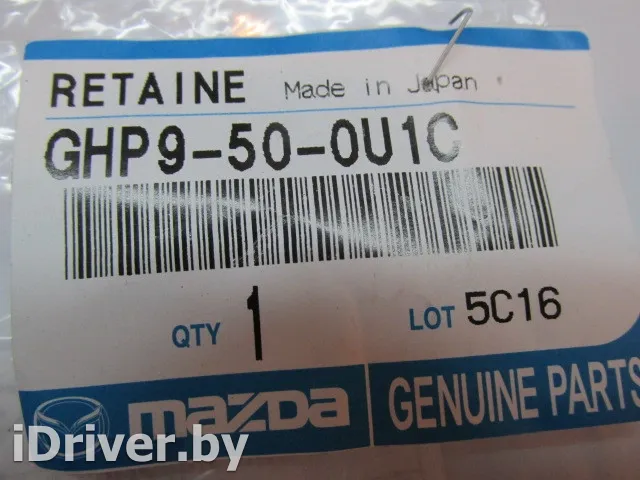 RETAINE Made in Japan
GHP9-50-0U1C
QTY 1 LOT 5C16
mazda GENUINE PARTS
iDriver.by